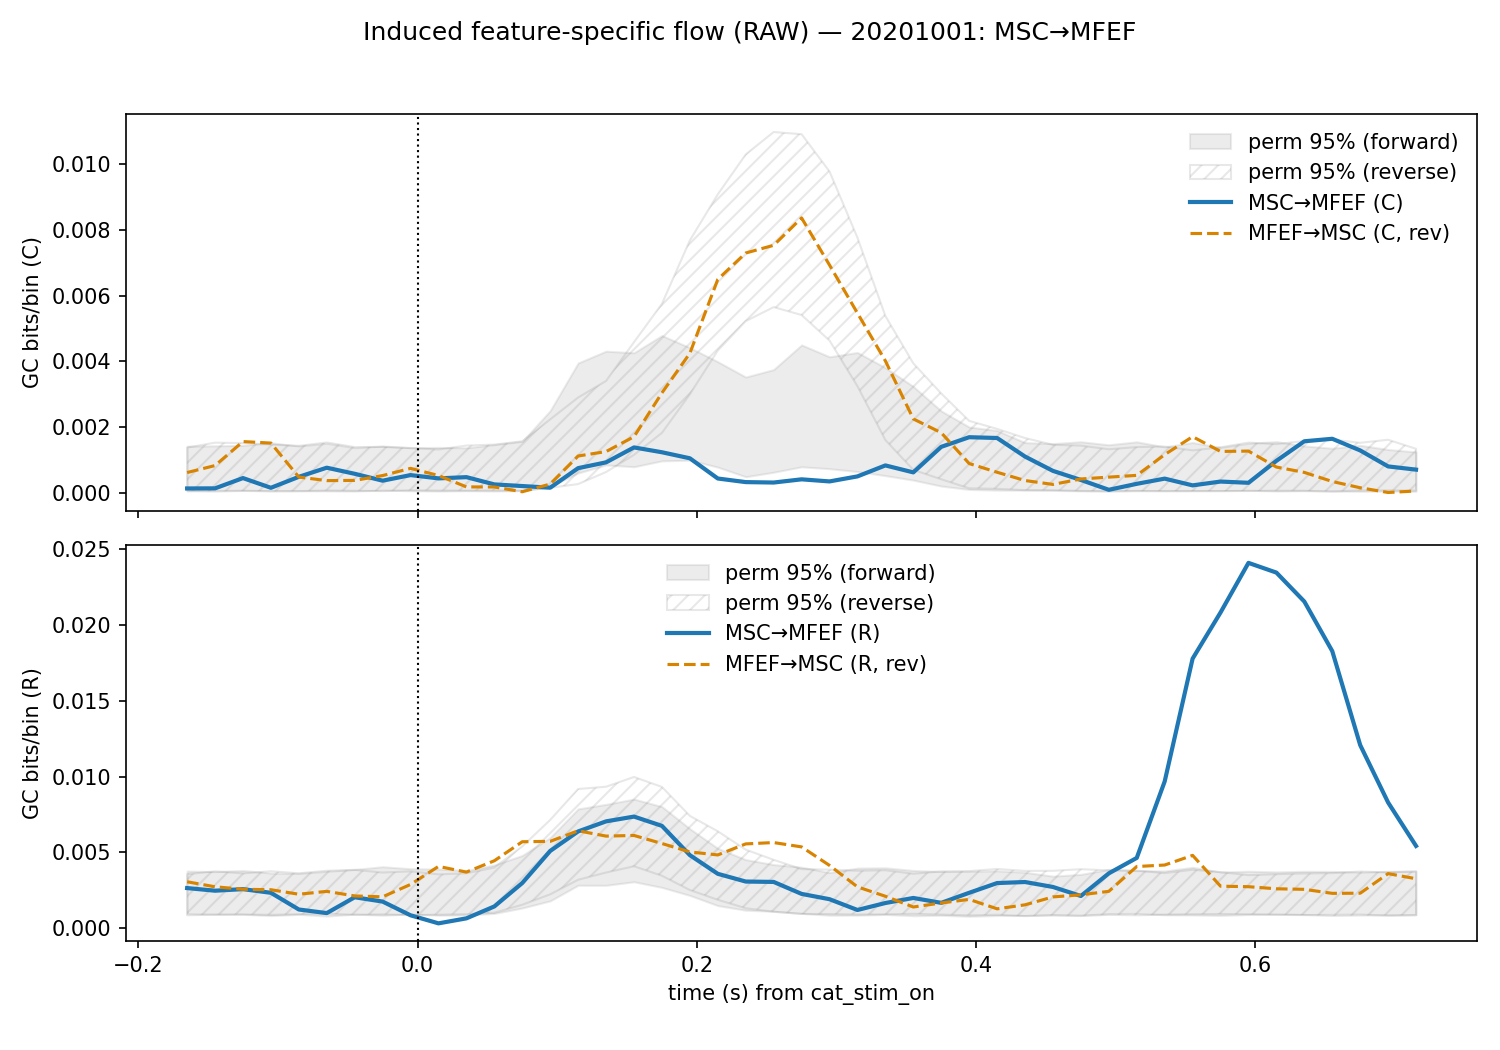 Induced feature-specific flow (RAW) — 20201001: MSC→MFEF
GC bits/bin (C)
0.010
0.008
0.006
0.004
0.002
0.000
perm 95% (forward)
perm 95% (reverse)
MSC→MFEF (C)
MFEF→MSC (C, rev)
GC bits/bin (R)
0.025
0.020
0.015
0.010
0.005
0.000
perm 95% (forward)
perm 95% (reverse)
MSC→MFEF (R)
MFEF→MSC (R, rev)
−0.2 0.0 0.2 0.4 0.6
time (s) from cat_stim_on